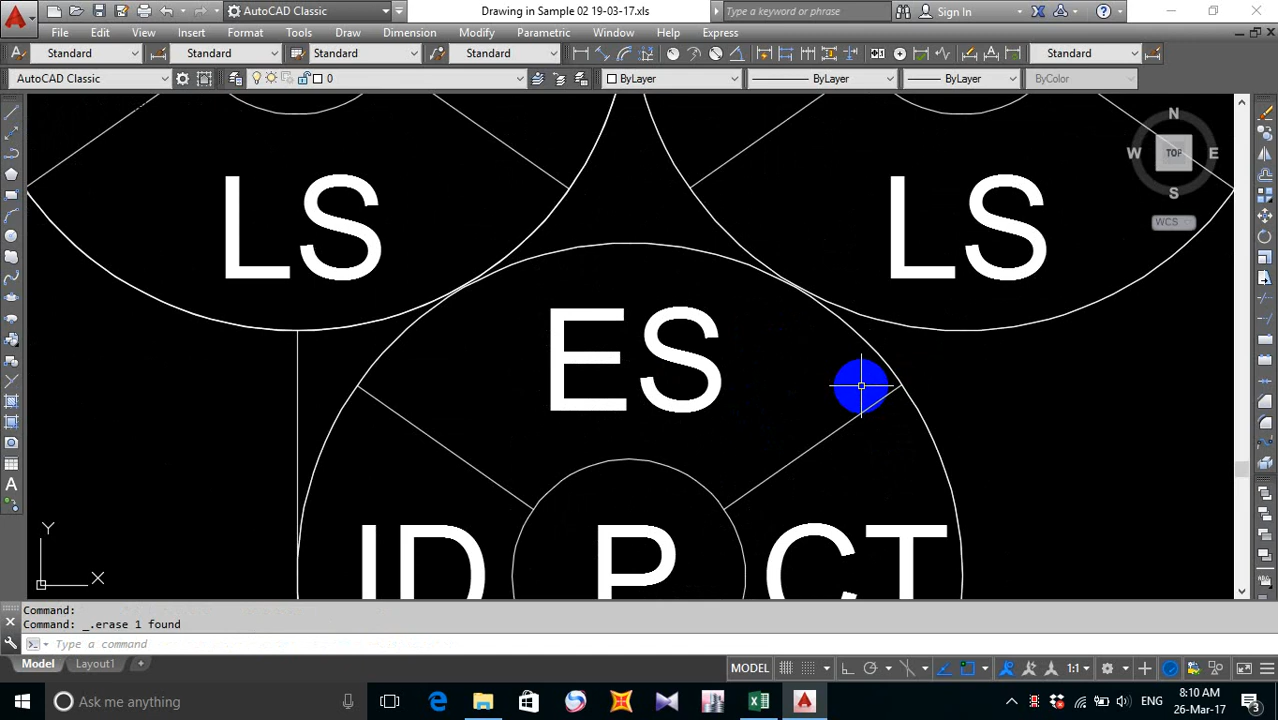 AutoCAD Classic
Drawing in Sample 02 19-03-17.xls
Type a keyword or phrase
Sign In
File Edit View Insert Format Tools Draw Dimension Modify Parametric Window Help Express
Standard Standard Standard Standard Standard
AutoCAD Classic 0 ByLayer ByLayer ByLayer ByColor
N
W TOP E
S
WCS
LS LS
ES
ID P CT
Y
X
Command:
Command: _.erase 1 found
Type a command
Model Layout1 + MODEL 1:1
Ask me anything
ENG
8:10 AM
26-Mar-17
3